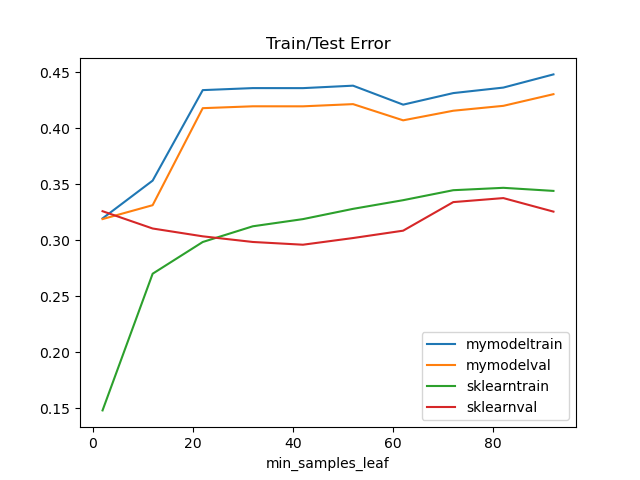 Train/Test Error
0.45
0.40
0.35
0.30
0.25
0.20
0.15
mymodeltrain
mymodelval
sklearntrain
sklearnval
0 20 40 60 80
min_samples_leaf